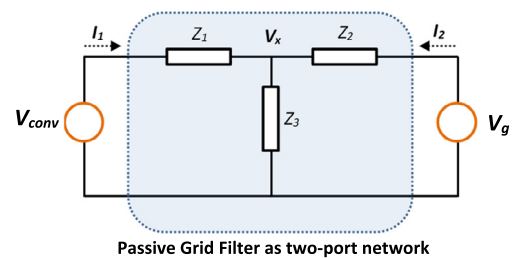 I1 Z1 Vx Z2 I2
Vconv Z3 Vg
Passive Grid Filter as two-port network